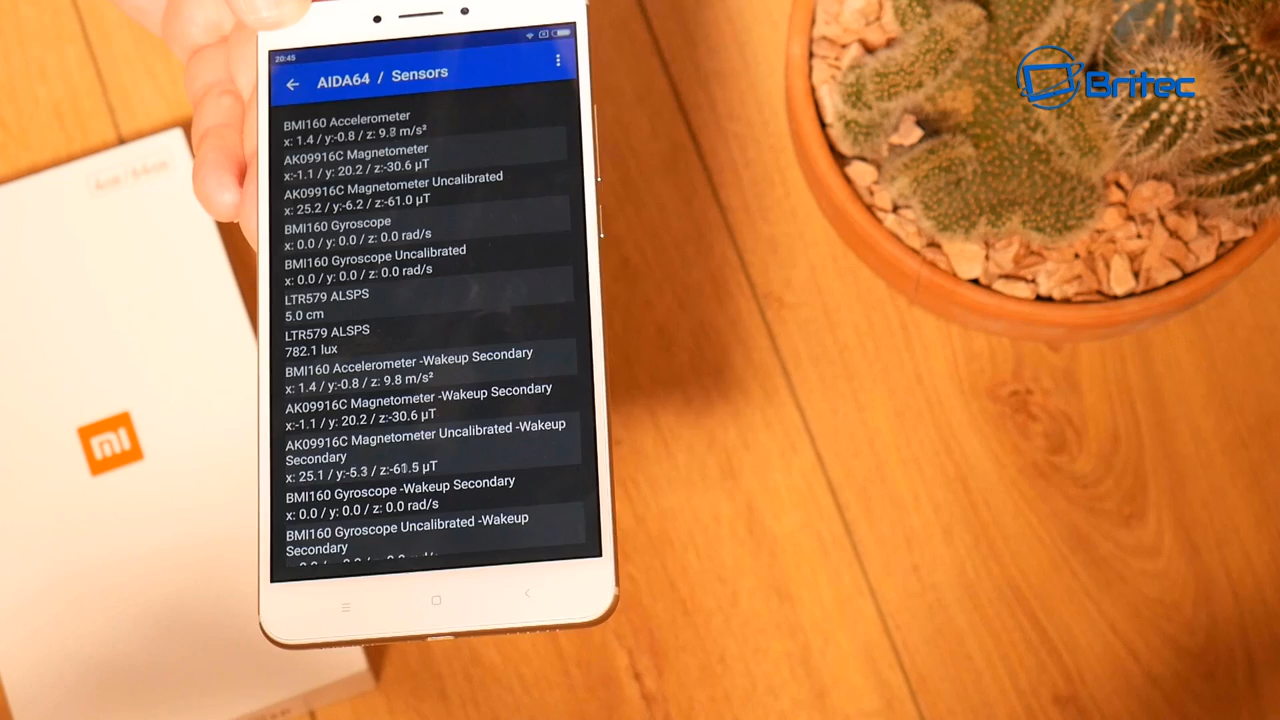 Britec
20:45
AIDA64 / Sensors
BMI160 Accelerometer
x: 1.4 / y:-0.8 / z: 9.8 m/s²
AK09916C Magnetometer
x:-1.1 / y: 20.2 / z:-30.6 µT
AK09916C Magnetometer Uncalibrated
x: 25.2 / y:-6.2 / z:-61.0 µT
BMI160 Gyroscope
x: 0.0 / y: 0.0 / z: 0.0 rad/s
BMI160 Gyroscope Uncalibrated
x: 0.0 / y: 0.0 / z: 0.0 rad/s
LTR579 ALSPS
5.0 cm
LTR579 ALSPS
782.1 lux
BMI160 Accelerometer -Wakeup Secondary
x: 1.4 / y:-0.8 / z: 9.8 m/s²
AK09916C Magnetometer -Wakeup Secondary
x:-1.1 / y: 20.2 / z:-30.6 µT
AK09916C Magnetometer Uncalibrated -Wakeup
Secondary
x: 25.1 / y:-5.3 / z:-61.5 µT
BMI160 Gyroscope -Wakeup Secondary
x: 0.0 / y: 0.0 / z: 0.0 rad/s
BMI160 Gyroscope Uncalibrated -Wakeup
Secondary
mi